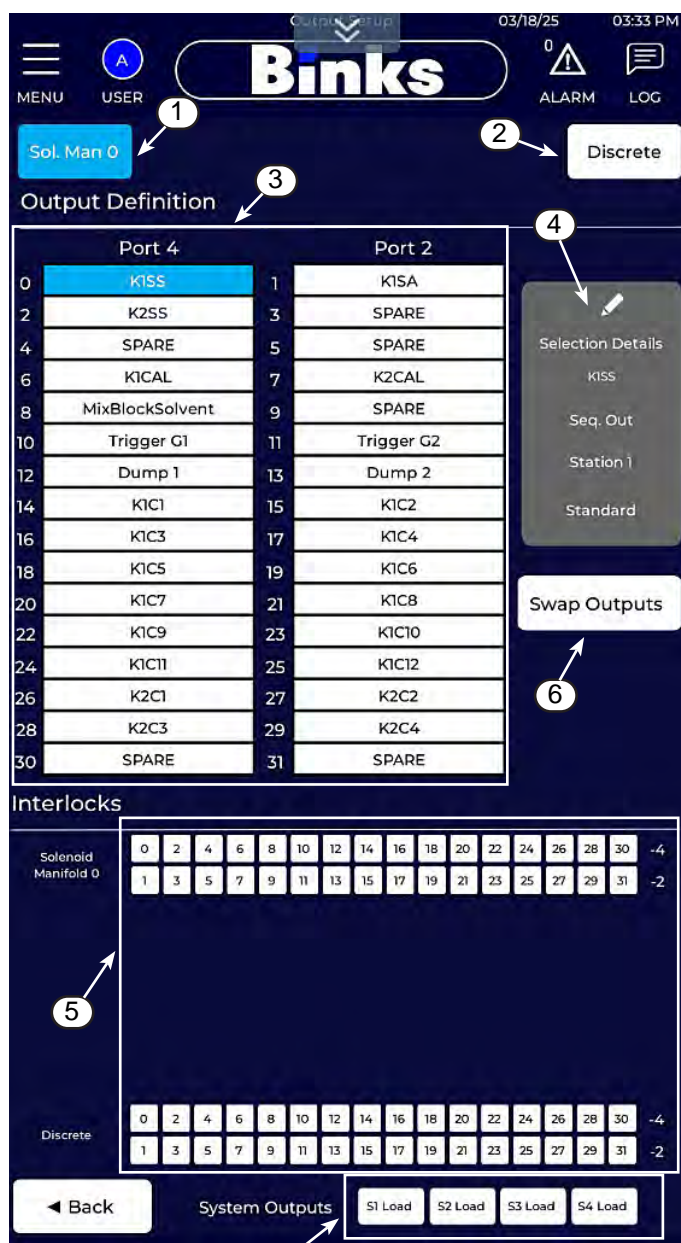 Output Setup 03/18/25 03:33 PM
A Binks 0
MENU USER ALARM LOG
1
2
Sol. Man 0 Discrete
3
Output Definition
4
Port 4 Port 2
0 K1SS 1 K1SA
2 K2SS 3 SPARE
4 SPARE 5 SPARE
6 K1CAL 7 K2CAL
8 MixBlockSolvent 9 SPARE
10 Trigger G1 11 Trigger G2
12 Dump 1 13 Dump 2
14 K1C1 15 K1C2
16 K1C3 17 K1C4
18 K1C5 19 K1C6
20 K1C7 21 K1C8
22 K1C9 23 K1C10
24 K1C11 25 K1C12
26 K2C1 27 K2C2
28 K2C3 29 K2C4
30 SPARE 31 SPARE
Selection Details
K1SS
Seq. Out
Station 1
Standard
Swap Outputs
6
Interlocks
Solenoid
Manifold 0
0 2 4 6 8 10 12 14 16 18 20 22 24 26 28 30 -4
1 3 5 7 9 11 13 15 17 19 21 23 25 27 29 31 -2
5
Discrete
0 2 4 6 8 10 12 14 16 18 20 22 24 26 28 30 -4
1 3 5 7 9 11 13 15 17 19 21 23 25 27 29 31 -2
◄ Back System Outputs S1 Load S2 Load S3 Load S4 Load